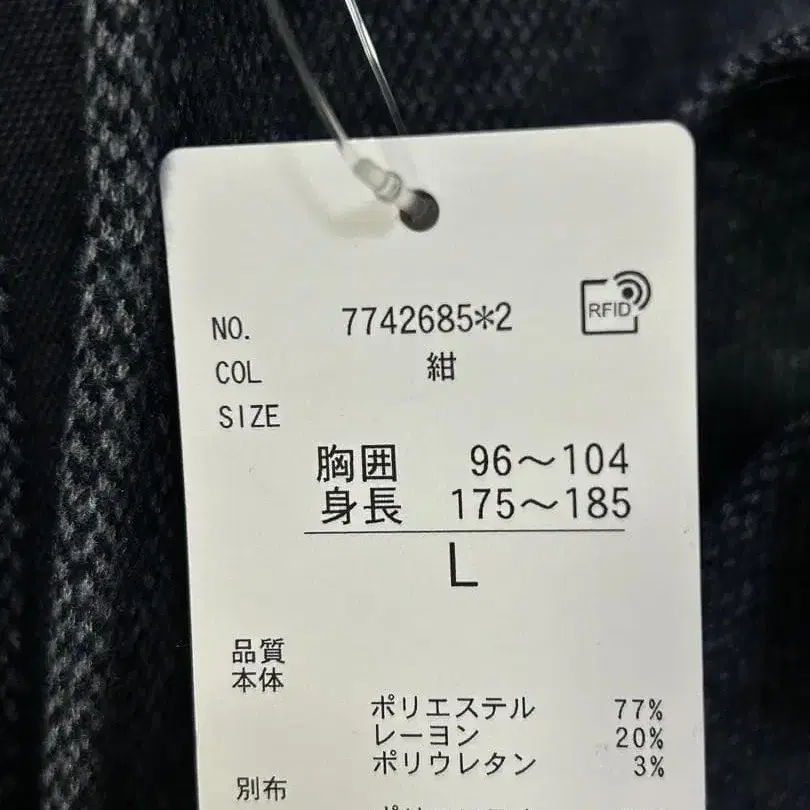 RFID
NO. 7742685*2
COL 紺
SIZE
胸囲 96～104
身長 175～185
L
品質
本体
ポリエステル 77%
レーヨン 20%
ポリウレタン 3%
別布